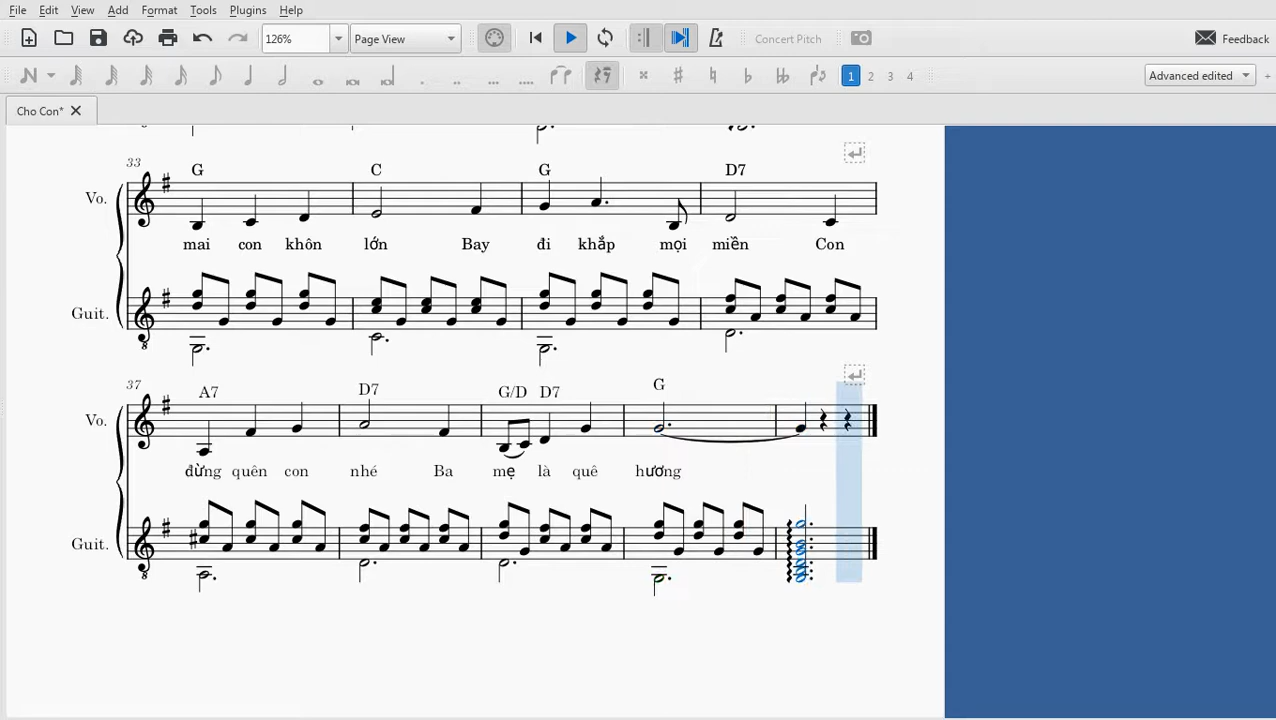 File Edit View Add Format Tools Plugins Help
126% Page View Concert Pitch Feedback
1 2 3 4 Advanced edited
Cho Con*
33
G C G D7
Vo.
mai con khôn lớn Bay đi khắp mọi miền Con
Guit.
37
A7 D7 G/D D7 G
Vo.
đừng quên con nhé Ba mẹ là quê hương
Guit.